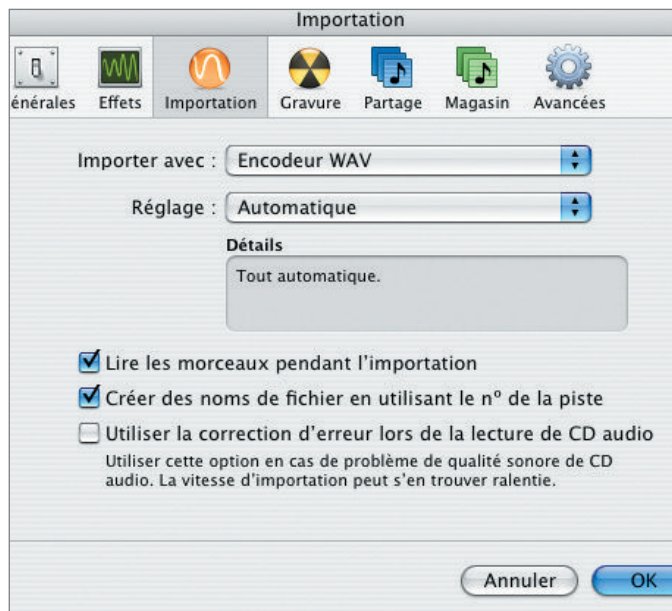 Importation
énérales Effets Importation Gravure Partage Magasin Avancées
Importer avec : Encodeur WAV
Réglage : Automatique
Détails
Tout automatique.
Lire les morceaux pendant l'importation
Créer des noms de fichier en utilisant le nº de la piste
Utiliser la correction d'erreur lors de la lecture de CD audio
Utiliser cette option en cas de problème de qualité sonore de CD
audio. La vitesse d'importation peut s'en trouver ralentie.
Annuler OK